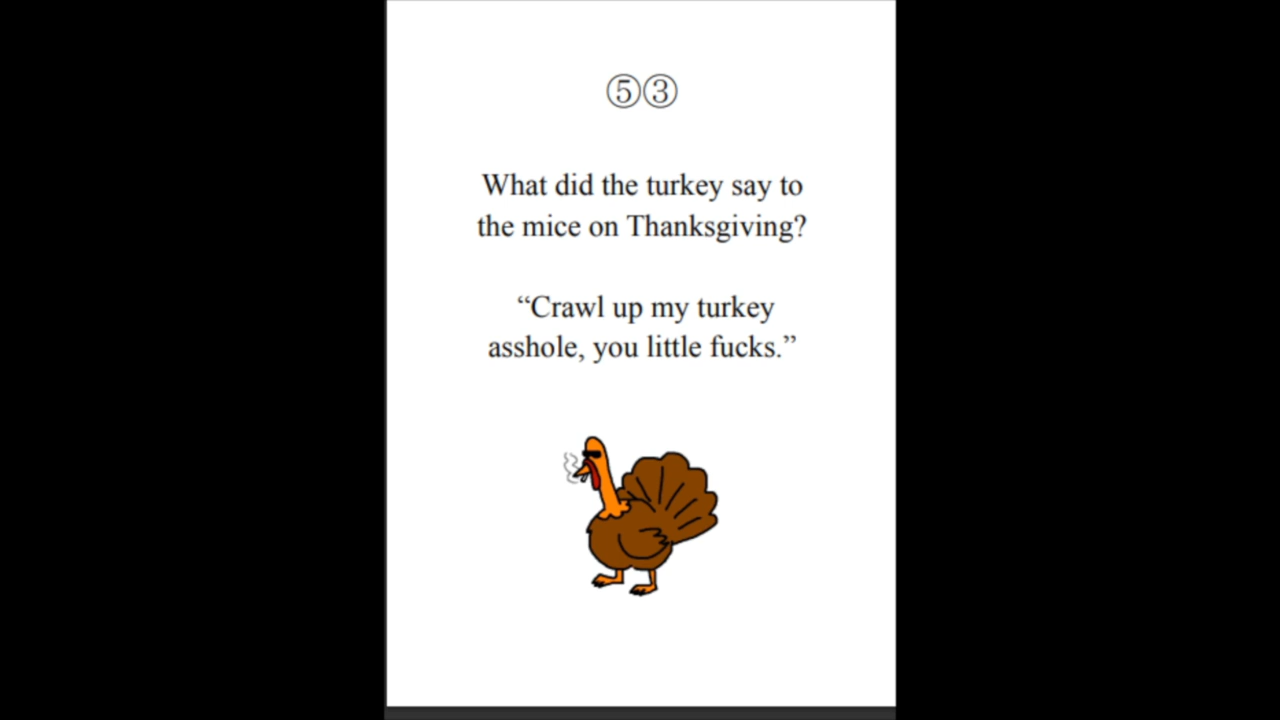 ⑤③
What did the turkey say to
the mice on Thanksgiving?
“Crawl up my turkey
asshole, you little fucks.”